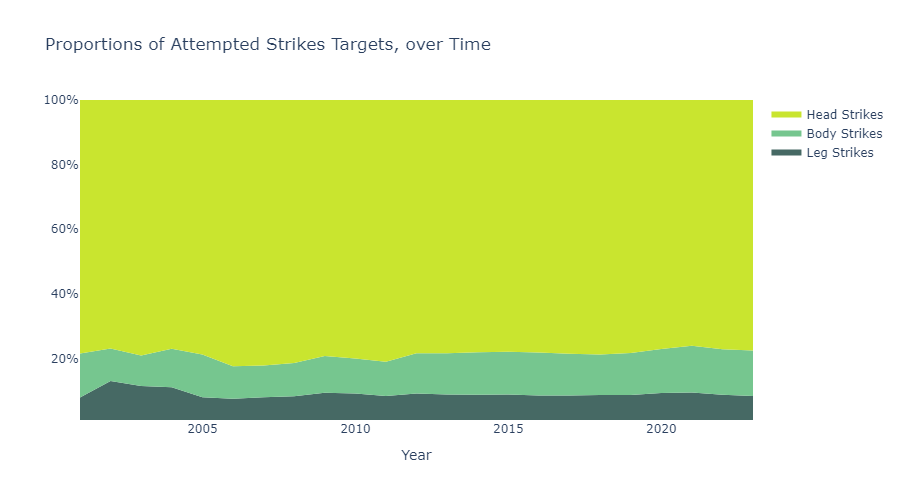 Proportions of Attempted Strikes Targets, over Time
100%
80%
60%
40%
20%
2005
2010
2015
2020
Year
Head Strikes
Body Strikes
Leg Strikes